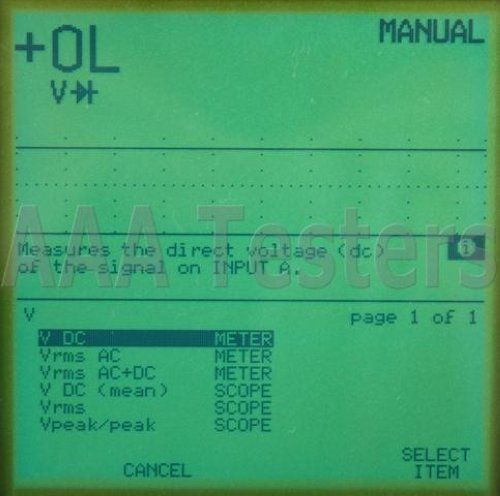 +OL
MANUAL
V
AAA Testers
Measures the direct voltage (dc)
of the signal on INPUT A.
i
V page 1 of 1
V DC METER
Vrms AC METER
Vrms AC+DC METER
V DC (mean) SCOPE
Vrms SCOPE
Vpeak/peak SCOPE
CANCEL
SELECT
ITEM